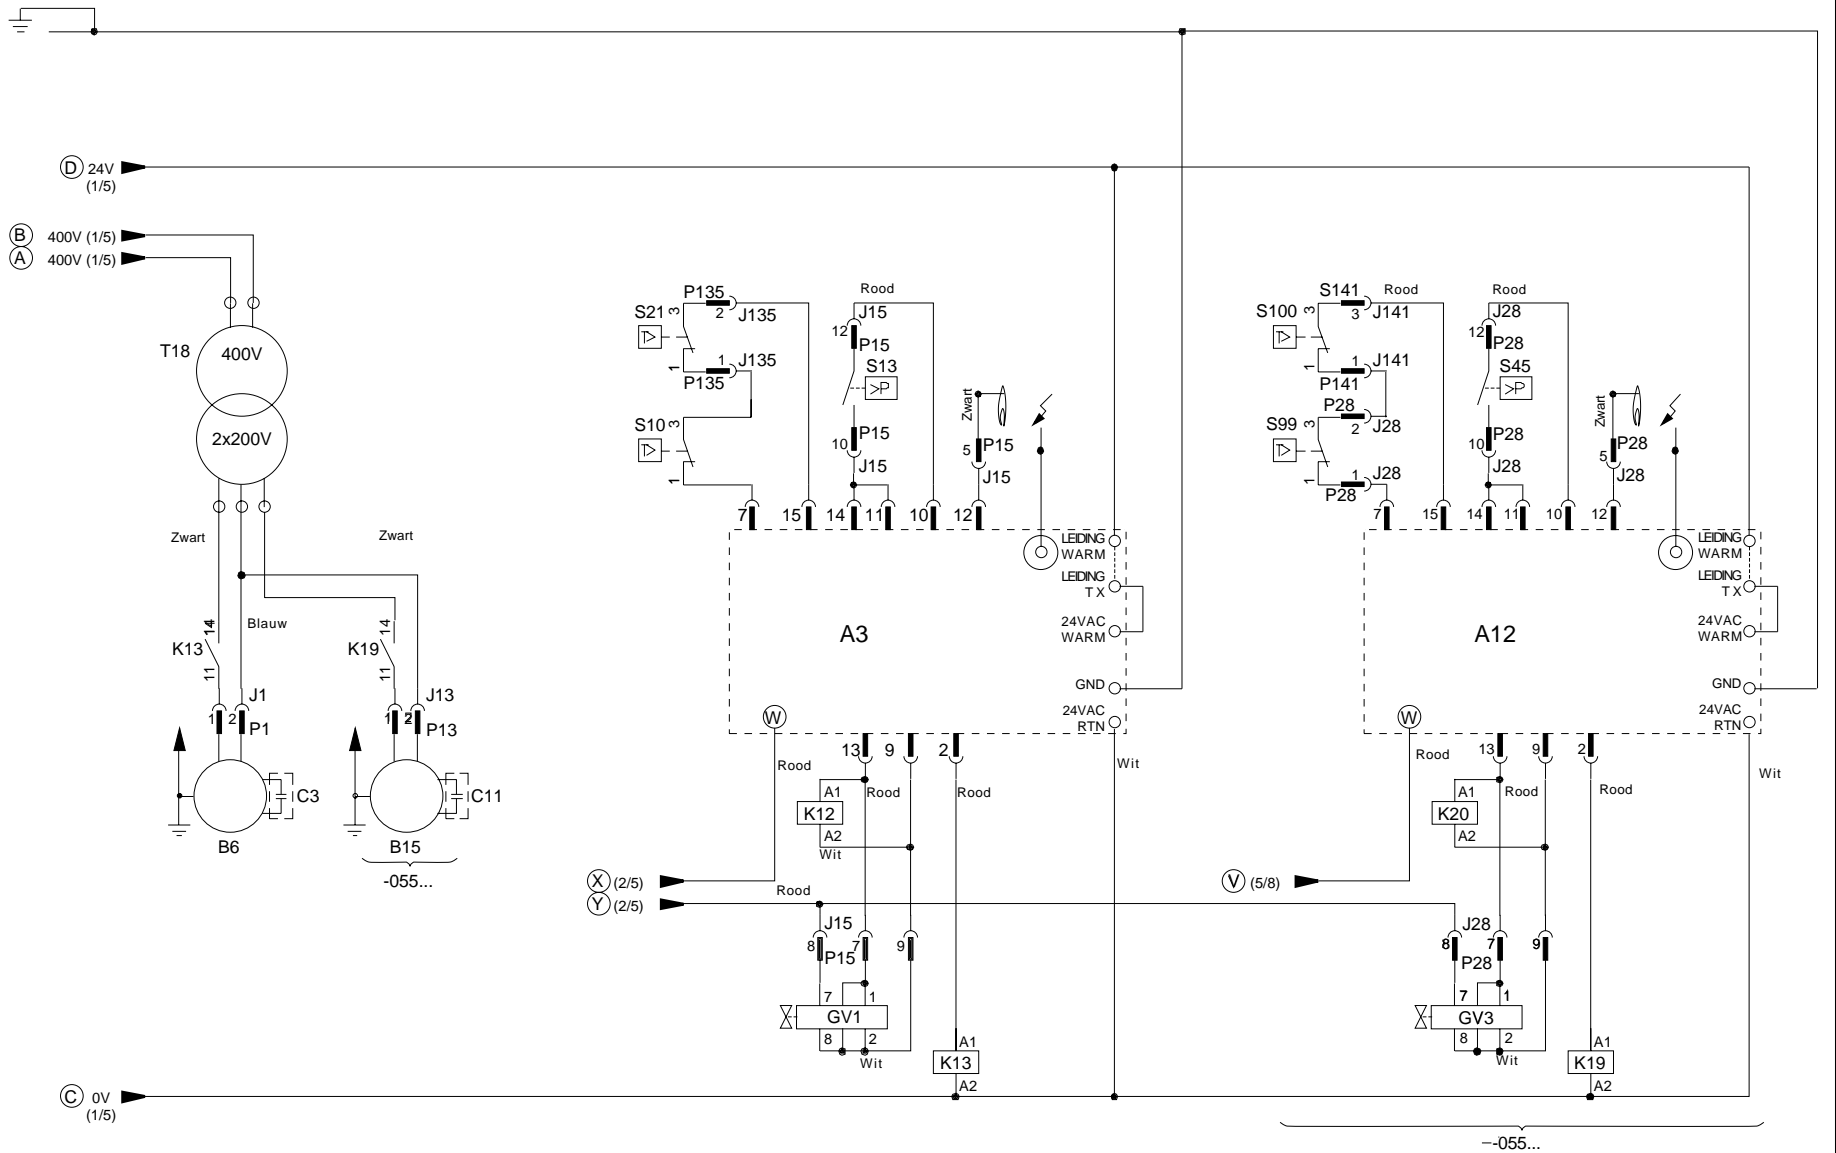 D 24V
(1/5)
B 400V (1/5)
A 400V (1/5)
T18 400V
2x200V
Zwart
Zwart
Blauw
K13 14 11
K19 14 11
J1
1 2 P1
J13
1 2 P13
C3
C11
B6
B15
-055...
S21 3 P135
2 J135
1 J135
1 P135
S10 3
1
Rood
J15
12 P15
S13
>P
P15
10
J15
Zwart
5 P15
J15
7 15 14 11 10 12
LEIDING
WARM
LEIDING
TX
24VAC
WARM
A3
GND
24VAC
RTN
W
13 9 2
Rood
Rood
Rood
Wit
A1
K12
A2
Wit
X (2/5)
Rood
Y (2/5)
J15
8 P15 7 9
7 1
GV1
8 2
Wit
A1
K13
A2
S100 3 S141 Rood
3 J141
1 J141
1 P141
P28
S99 3 2 J28
1 J28
1 P28
Rood
J28
12 P28
S45
>P
P28
10
J28
Zwart
5 P28
J28
7 15 14 11 10 12
LEIDING
WARM
LEIDING
TX
24VAC
WARM
A12
GND
24VAC
RTN
W
13 9 2
Rood
Rood
Rood
Wit
A1
K20
A2
V (5/8)
J28
8 P28 7 9
7 1
GV3
8 2
Wit
A1
K19
A2
C 0V
(1/5)
--055...